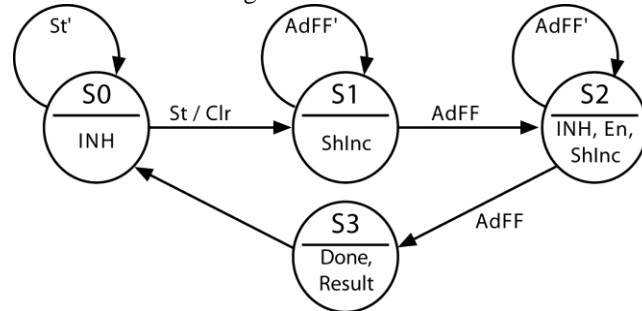 St'
AdFF'
AdFF'
S0
INH
St / Clr
S1
ShInc
AdFF
S2
INH, En,
ShInc
AdFF
S3
Done,
Result